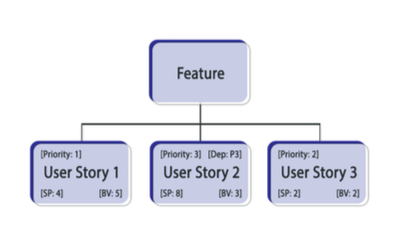 Feature
[Priority: 1]
User Story 1
[SP: 4] [BV: 5]
[Priority: 3] [Dep: P3]
User Story 2
[SP: 8] [BV: 3]
[Priority: 2]
User Story 3
[SP: 2] [BV: 2]